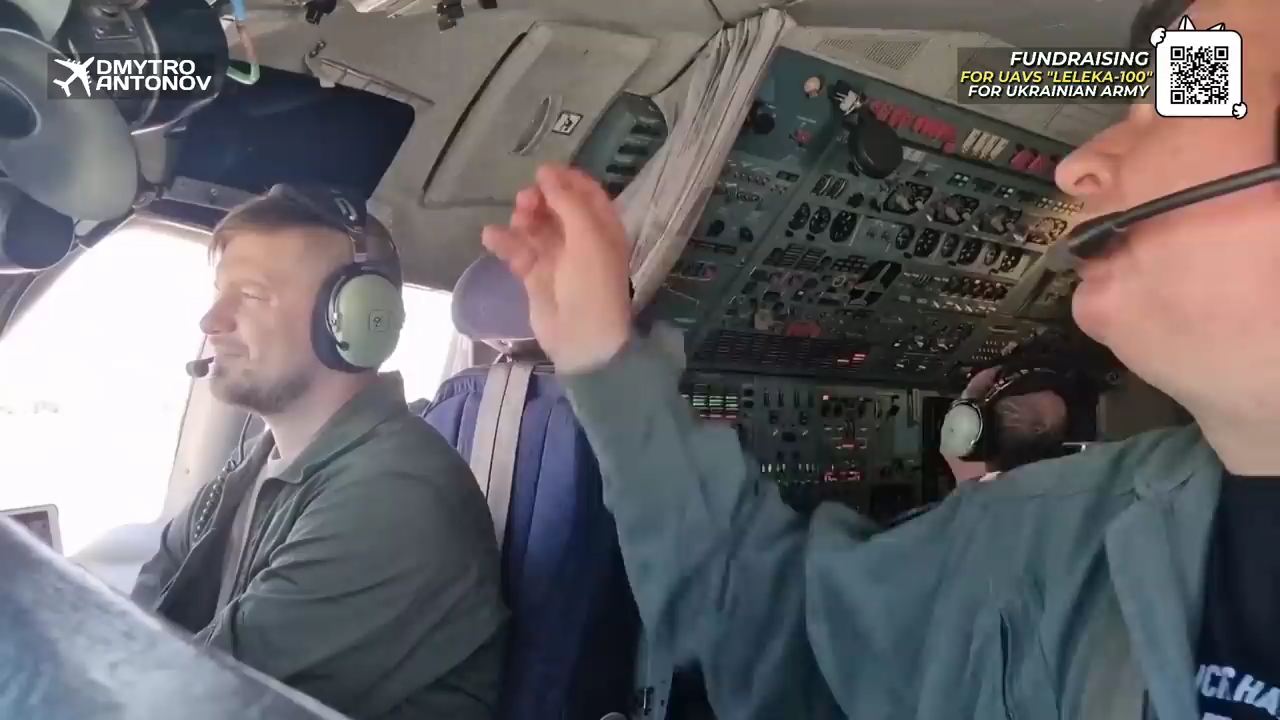 DMYTRO
ANTONOV
FUNDRAISING
FOR UAVS "LELEKA-100"
FOR UKRAINIAN ARMY